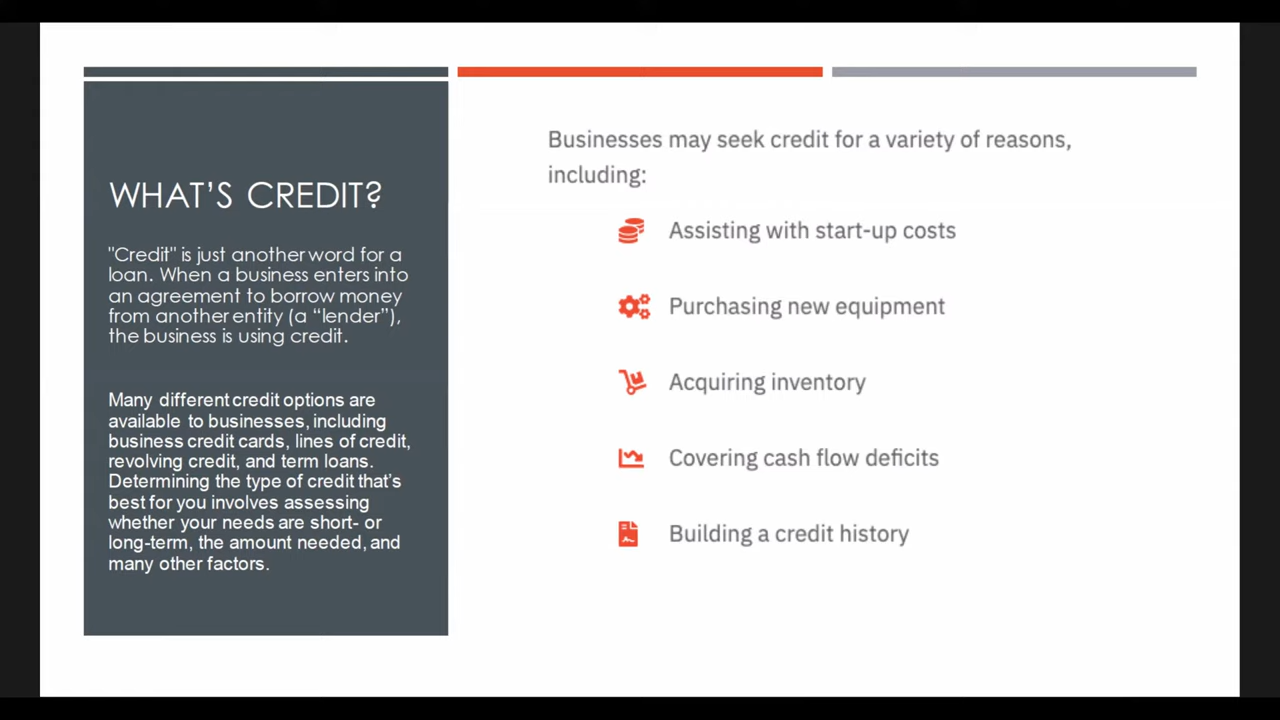 WHAT’S CREDIT?
"Credit" is just another word for a
loan. When a business enters into
an agreement to borrow money
from another entity (a “lender”),
the business is using credit.
Many different credit options are
available to businesses, including
business credit cards, lines of credit,
revolving credit, and term loans.
Determining the type of credit that’s
best for you involves assessing
whether your needs are short- or
long-term, the amount needed, and
many other factors.
Businesses may seek credit for a variety of reasons,
including:
Assisting with start-up costs
Purchasing new equipment
Acquiring inventory
Covering cash flow deficits
Building a credit history